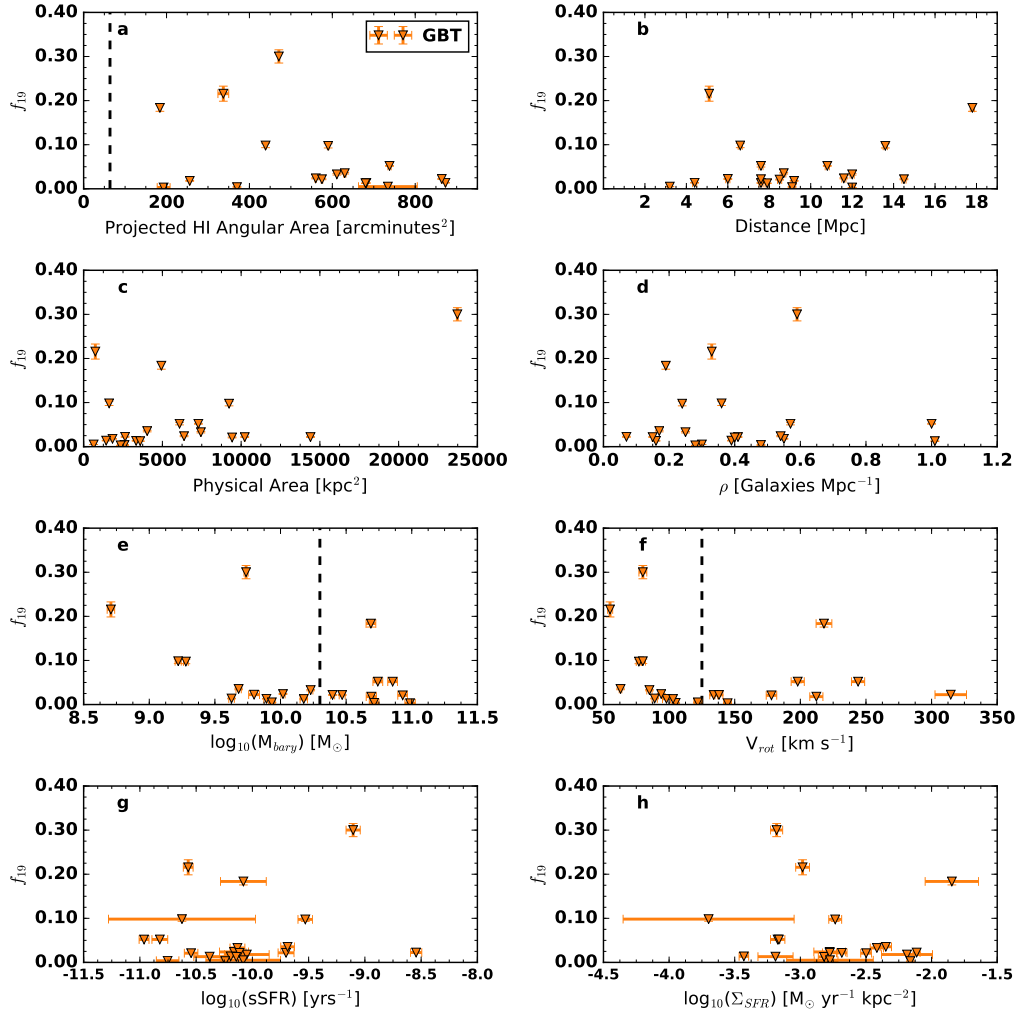 a
GBT
f19
0.00 0.10 0.20 0.30 0.40
0 200 400 600 800
Projected HI Angular Area [arcminutes²]
b
f19
0.00 0.10 0.20 0.30 0.40
2 4 6 8 10 12 14 16 18
Distance [Mpc]
c
f19
0.00 0.10 0.20 0.30 0.40
0 5000 10000 15000 20000 25000
Physical Area [kpc²]
d
f19
0.00 0.10 0.20 0.30 0.40
0.0 0.2 0.4 0.6 0.8 1.0 1.2
ρ [Galaxies Mpc⁻¹]
e
f19
0.00 0.10 0.20 0.30 0.40
8.5 9.0 9.5 10.0 10.5 11.0 11.5
log₁₀(M_bary) [M☉]
f
f19
0.00 0.10 0.20 0.30 0.40
50 100 150 200 250 300 350
V_rot [km s⁻¹]
g
f19
0.00 0.10 0.20 0.30 0.40
-11.5 -11.0 -10.5 -10.0 -9.5 -9.0 -8.5 -8.0
log₁₀(sSFR) [yrs⁻¹]
h
f19
0.00 0.10 0.20 0.30 0.40
-4.5 -4.0 -3.5 -3.0 -2.5 -2.0 -1.5
log₁₀(Σ_SFR) [M☉ yr⁻¹ kpc⁻²]